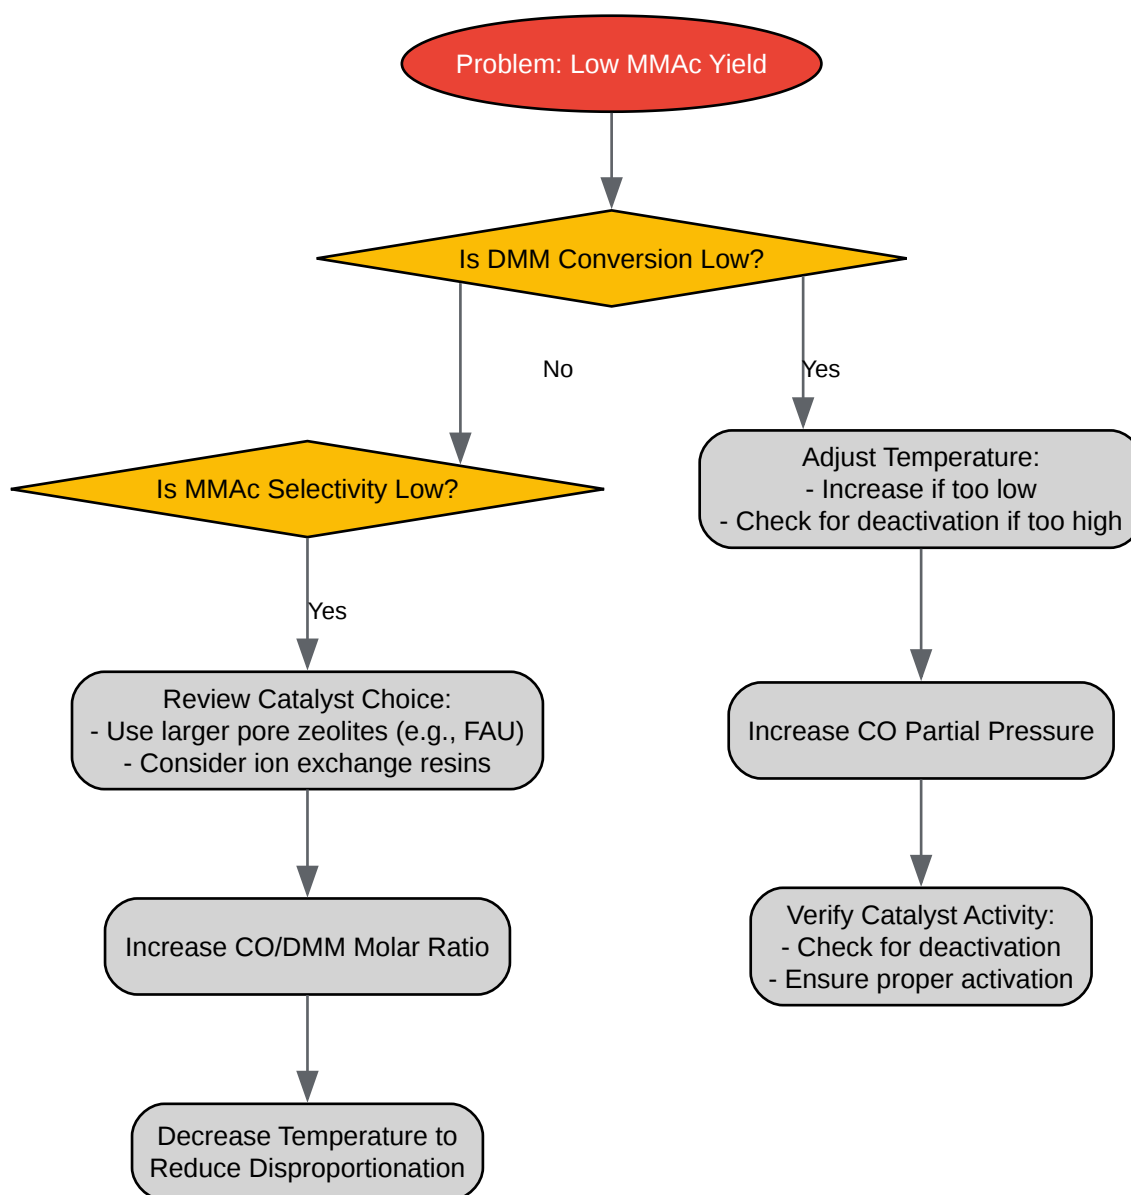 Problem: Low MMAc Yield
Is DMM Conversion Low?
No
Yes
Is MMAc Selectivity Low?
Adjust Temperature:
- Increase if too low
- Check for deactivation if too high
Yes
Review Catalyst Choice:
- Use larger pore zeolites (e.g., FAU)
- Consider ion exchange resins
Increase CO Partial Pressure
Increase CO/DMM Molar Ratio
Verify Catalyst Activity:
- Check for deactivation
- Ensure proper activation
Decrease Temperature to
Reduce Disproportionation